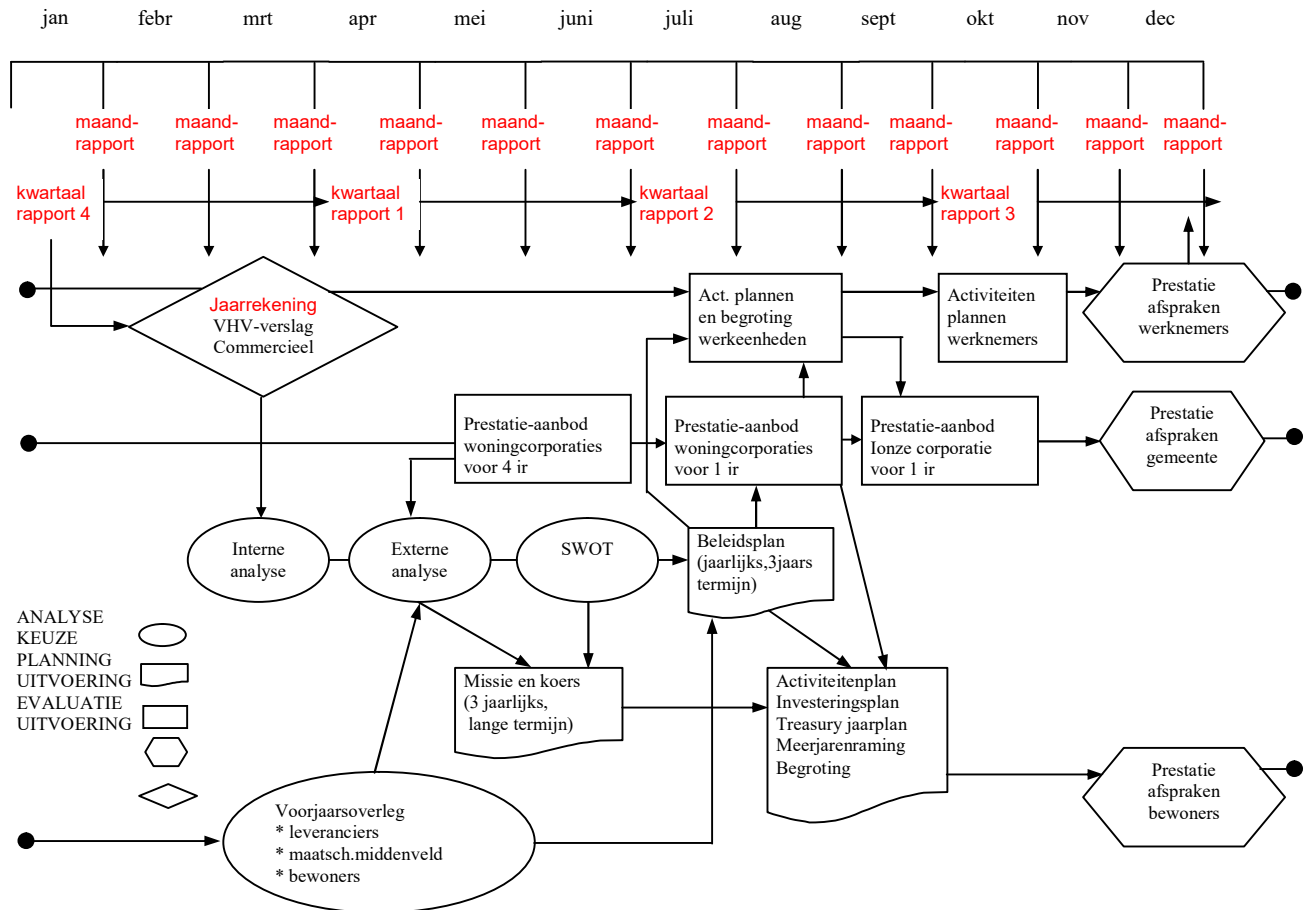 jan febr mrt apr mei juni juli aug sept okt nov dec
maand- maand- maand- maand- maand- maand- maand- maand- maand- maand- maand- maand-
rapport rapport rapport rapport rapport rapport rapport rapport rapport rapport rapport rapport
kwartaal kwartaal kwartaal kwartaal
rapport 4 rapport 1 rapport 2 rapport 3
Jaarrekening
VHV-verslag
Commercieel
Act. plannen
en begroting
werkeenheden
Activiteiten
plannen
werknemers
Prestatie
afspraken
werknemers
Prestatie-aanbod
woningcorporaties
voor 4 ir
Prestatie-aanbod
woningcorporaties
voor 1 ir
Prestatie-aanbod
Ionze corporatie
voor 1 ir
Prestatie
afspraken
gemeente
Interne
analyse
Externe
analyse
SWOT
Beleidsplan
(jaarlijks,3jaars
termijn)
ANALYSE
KEUZE
PLANNING
UITVOERING
EVALUATIE
UITVOERING
Missie en koers
(3 jaarlijks,
lange termijn)
Activiteitenplan
Investeringsplan
Treasury jaarplan
Meerjarenraming
Begroting
Prestatie
afspraken
bewoners
Voorjaarsoverleg
* leveranciers
* maatsch.middenveld
* bewoners